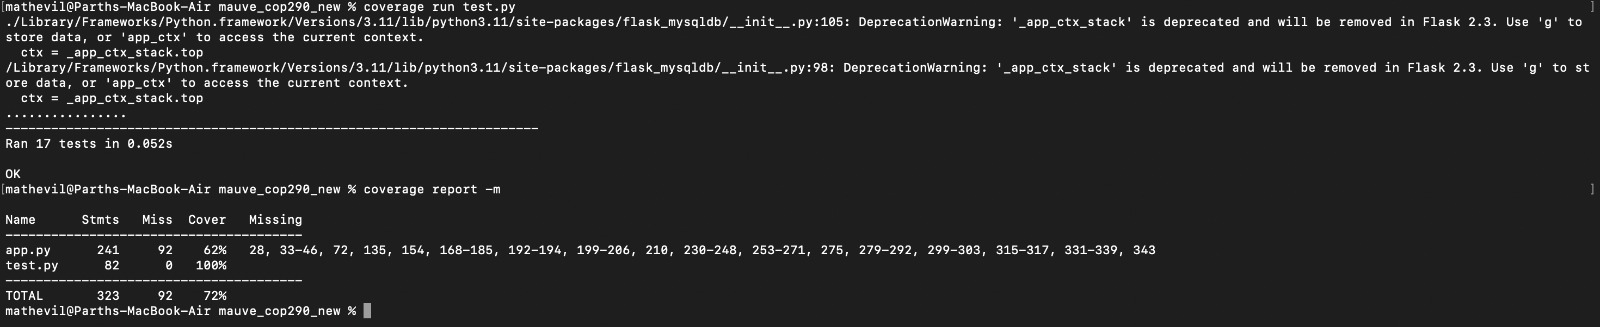 [mathevil@Parths-MacBook-Air mauve_cop290_new % coverage run test.py ]
./Library/Frameworks/Python.framework/Versions/3.11/lib/python3.11/site-packages/flask_mysqldb/__init__.py:105: DeprecationWarning: '_app_ctx_stack' is deprecated and will be removed in Flask 2.3. Use 'g' to
store data, or 'app_ctx' to access the current context.
  ctx = _app_ctx_stack.top
/Library/Frameworks/Python.framework/Versions/3.11/lib/python3.11/site-packages/flask_mysqldb/__init__.py:98: DeprecationWarning: '_app_ctx_stack' is deprecated and will be removed in Flask 2.3. Use 'g' to st
ore data, or 'app_ctx' to access the current context.
  ctx = _app_ctx_stack.top
................
----------------------------------------------------------------------
Ran 17 tests in 0.052s
OK
[mathevil@Parths-MacBook-Air mauve_cop290_new % coverage report -m ]
Name      Stmts   Miss  Cover   Missing
---------------------------------------
app.py      241     92    62%   28, 33-46, 72, 135, 154, 168-185, 192-194, 199-206, 210, 230-248, 253-271, 275, 279-292, 299-303, 315-317, 331-339, 343
test.py      82      0   100%
---------------------------------------
TOTAL       323     92    72%
mathevil@Parths-MacBook-Air mauve_cop290_new %